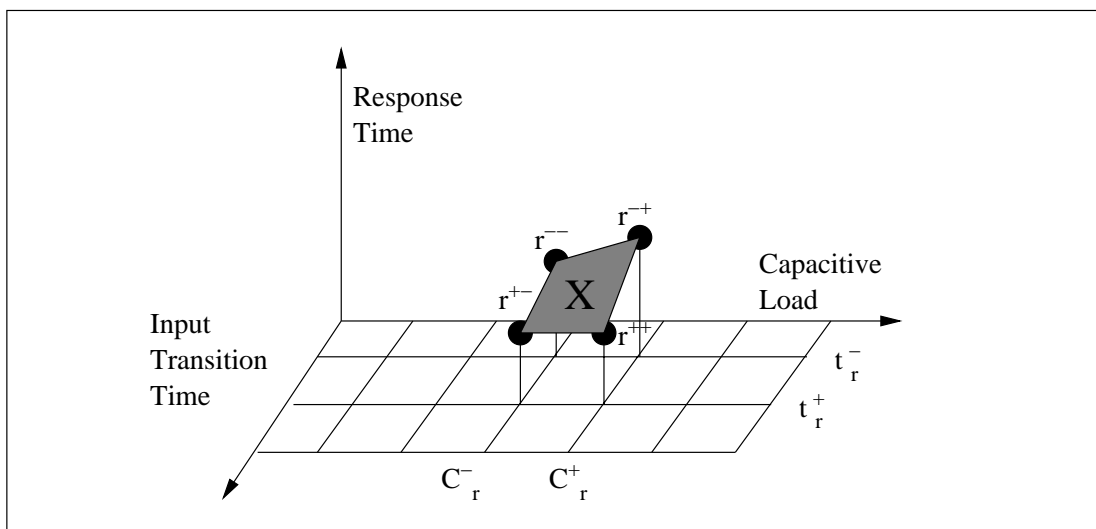 Response
Time
r⁻⁺
r⁻⁻
Capacitive
Load
r⁺⁻
X
r⁺⁺
Input
Transition
Time
t⁻ᵣ
t⁺ᵣ
C⁻ᵣ C⁺ᵣ